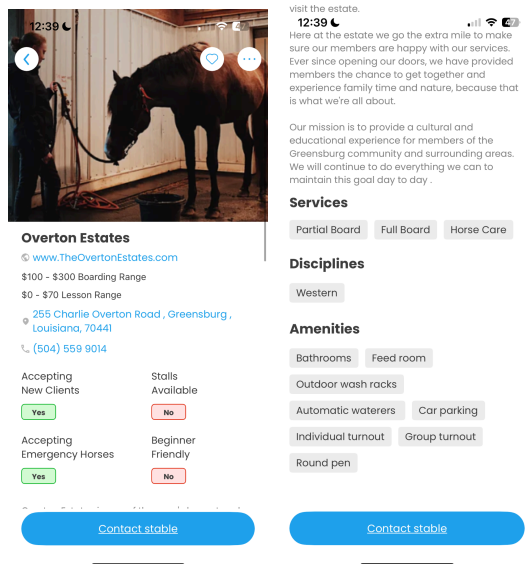 12:39
47
Overton Estates
www.TheOvertonEstates.com
$100 - $300 Boarding Range
$0 - $70 Lesson Range
255 Charlie Overton Road , Greensburg ,
Louisiana, 70441
(504) 559 9014
Accepting
New Clients
Yes
Stalls
Available
No
Accepting
Emergency Horses
Yes
Beginner
Friendly
No
Contact stable
visit the estate.
12:39
47
Here at the estate we go the extra mile to make
sure our members are happy with our services.
Ever since opening our doors, we have provided
members the chance to get together and
experience family time and nature, because that
is what we're all about.
Our mission is to provide a cultural and
educational experience for members of the
Greensburg community and surrounding areas.
We will continue to do everything we can to
maintain this goal day to day .
Services
Partial Board Full Board Horse Care
Disciplines
Western
Amenities
Bathrooms Feed room
Outdoor wash racks
Automatic waterers Car parking
Individual turnout Group turnout
Round pen
Contact stable